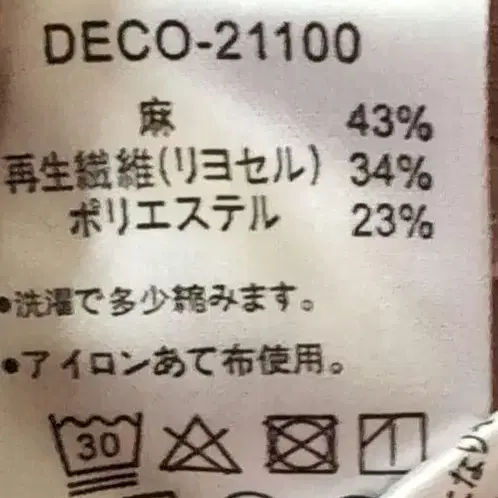 DECO-21100
麻 43%
再生繊維(リヨセル) 34%
ポリエステル 23%
•洗濯で多少縮みます。
•アイロンあて布使用。
30